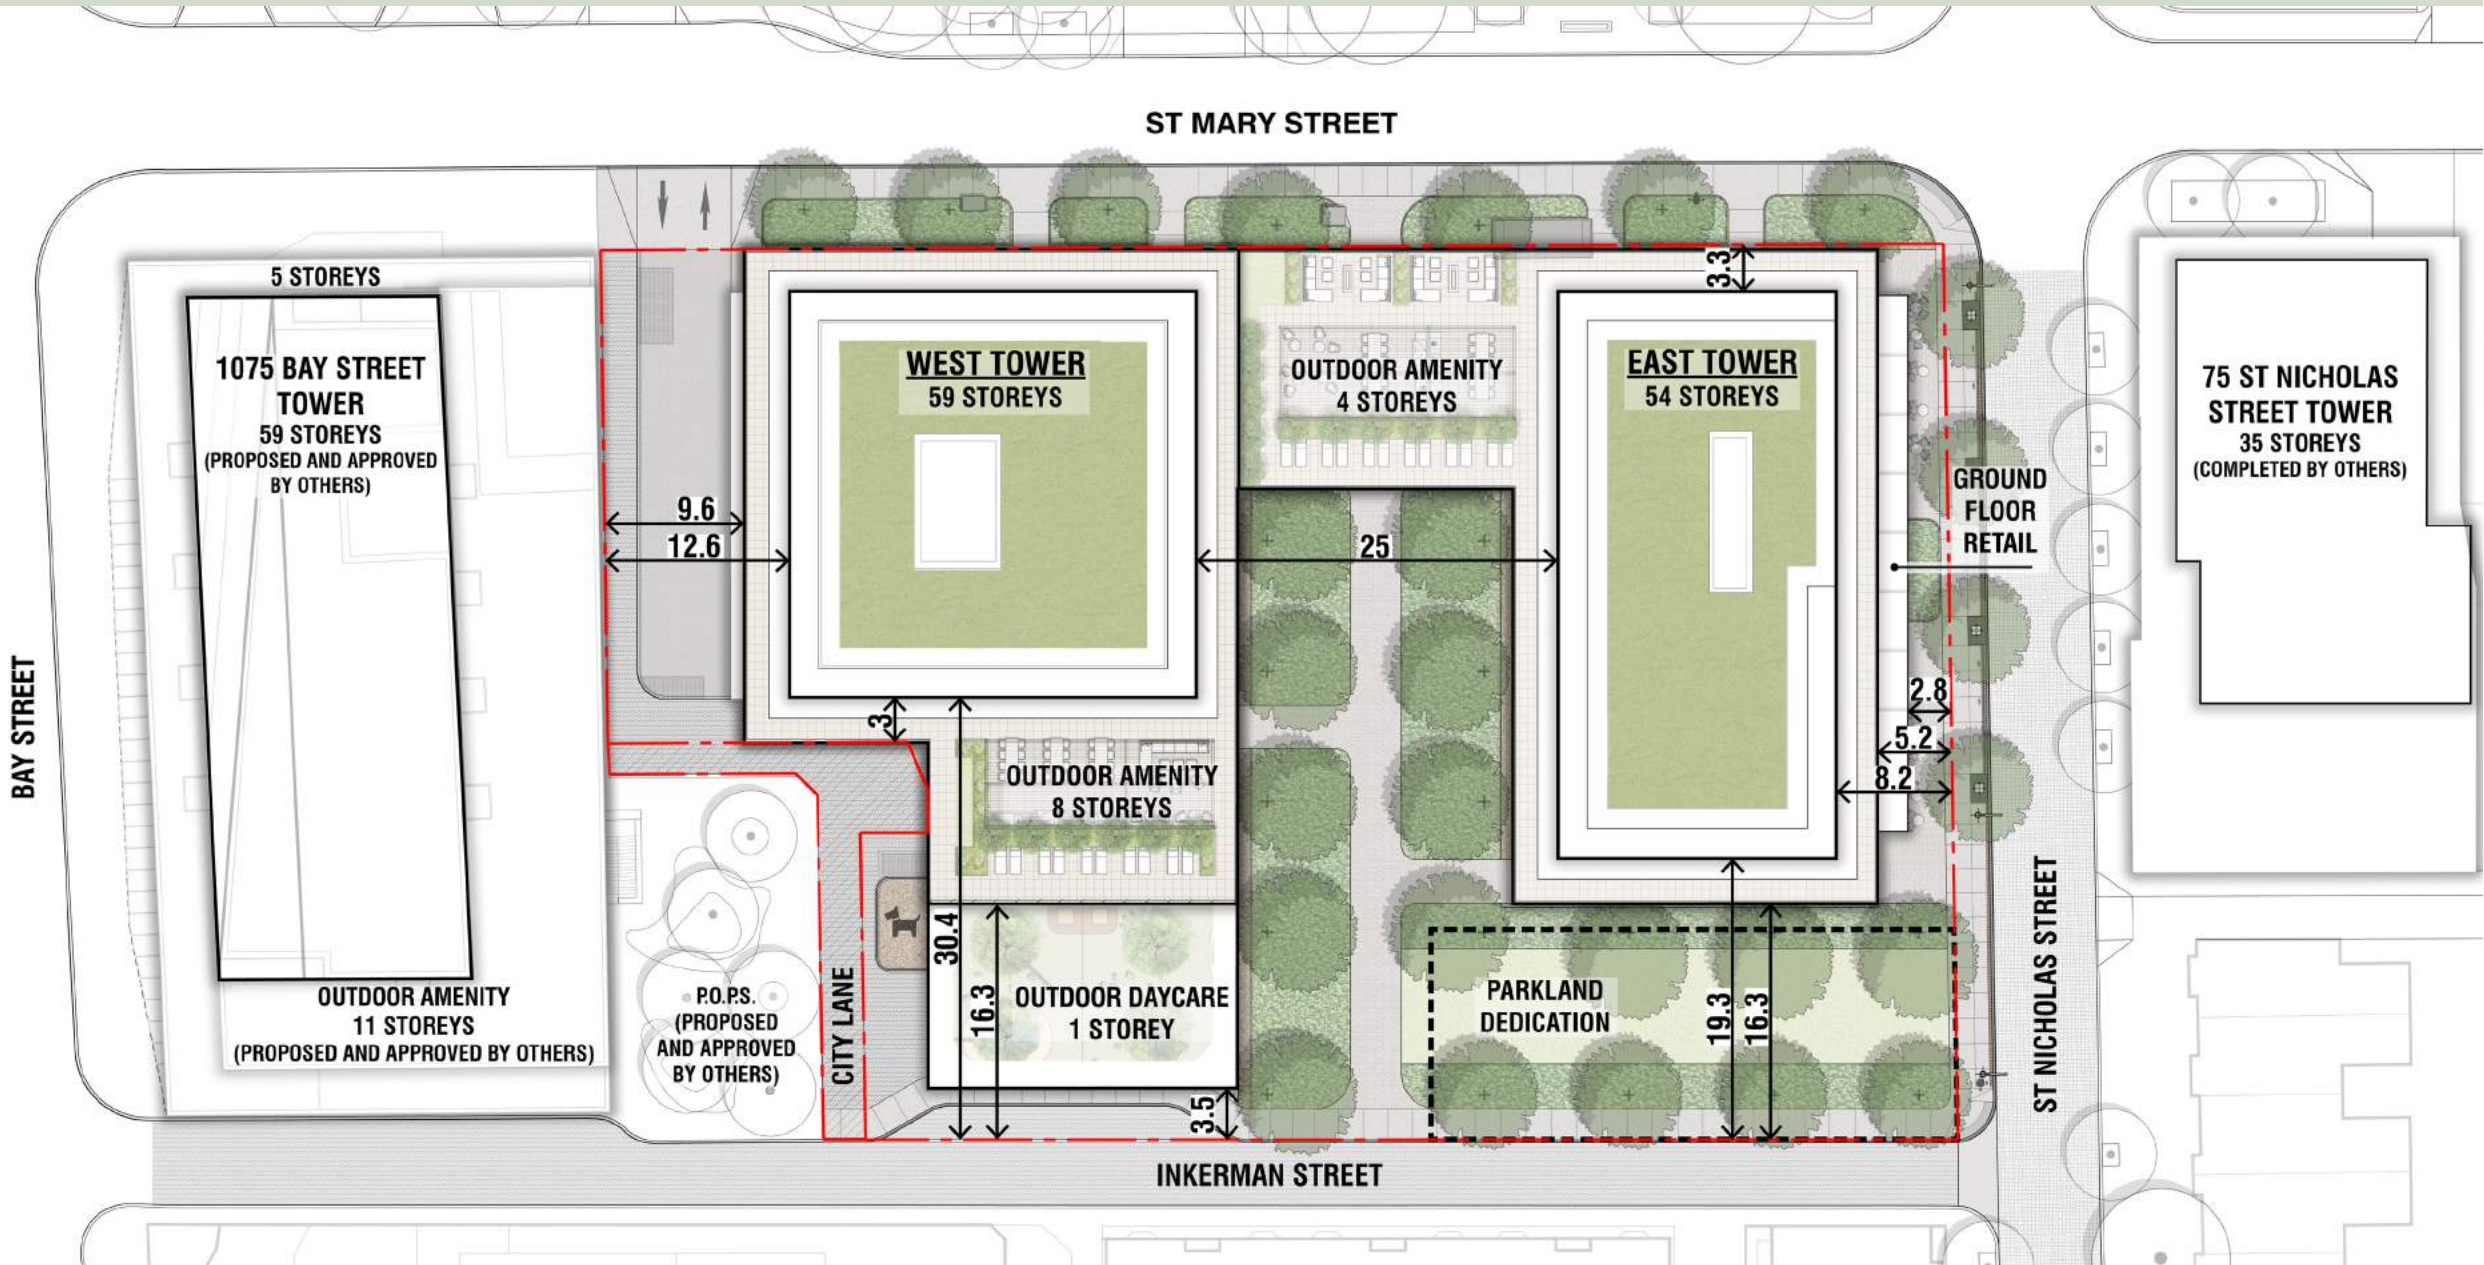 ST MARY STREET
5 STOREYS
1075 BAY STREET
TOWER
59 STOREYS
(PROPOSED AND APPROVED
BY OTHERS)
WEST TOWER
59 STOREYS
OUTDOOR AMENITY
4 STOREYS
3.3
EAST TOWER
54 STOREYS
75 ST NICHOLAS
STREET TOWER
35 STOREYS
(COMPLETED BY OTHERS)
GROUND
FLOOR
RETAIL
9.6
12.6
25
BAY STREET
3
2.8
5.2
8.2
OUTDOOR AMENITY
8 STOREYS
30.4
16.3
OUTDOOR DAYCARE
1 STOREY
3.5
PARKLAND
DEDICATION
19.3
16.3
ST NICHOLAS STREET
OUTDOOR AMENITY
11 STOREYS
(PROPOSED AND APPROVED BY OTHERS)
P.O.P.S.
(PROPOSED
AND APPROVED
BY OTHERS)
CITY LANE
INKERMAN STREET